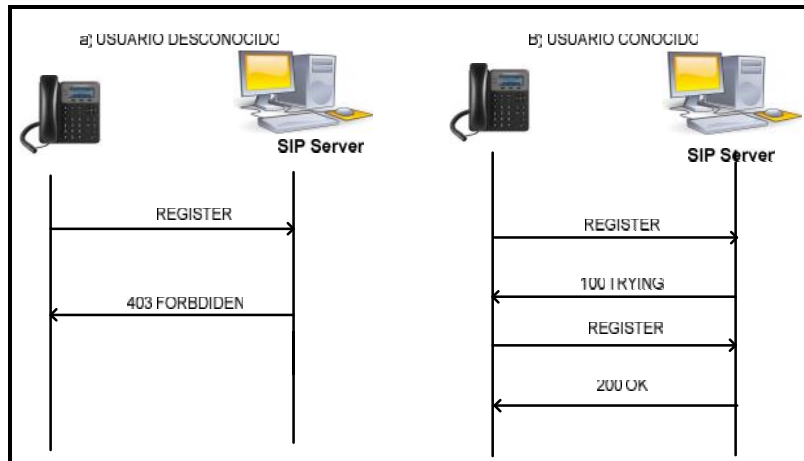 a) USUARIO DESCONOCIDO
SIP Server
REGISTER
403 FORBDIDEN
B) USUARIO CONOCIDO
SIP Server
REGISTER
100 TRYING
REGISTER
200 OK